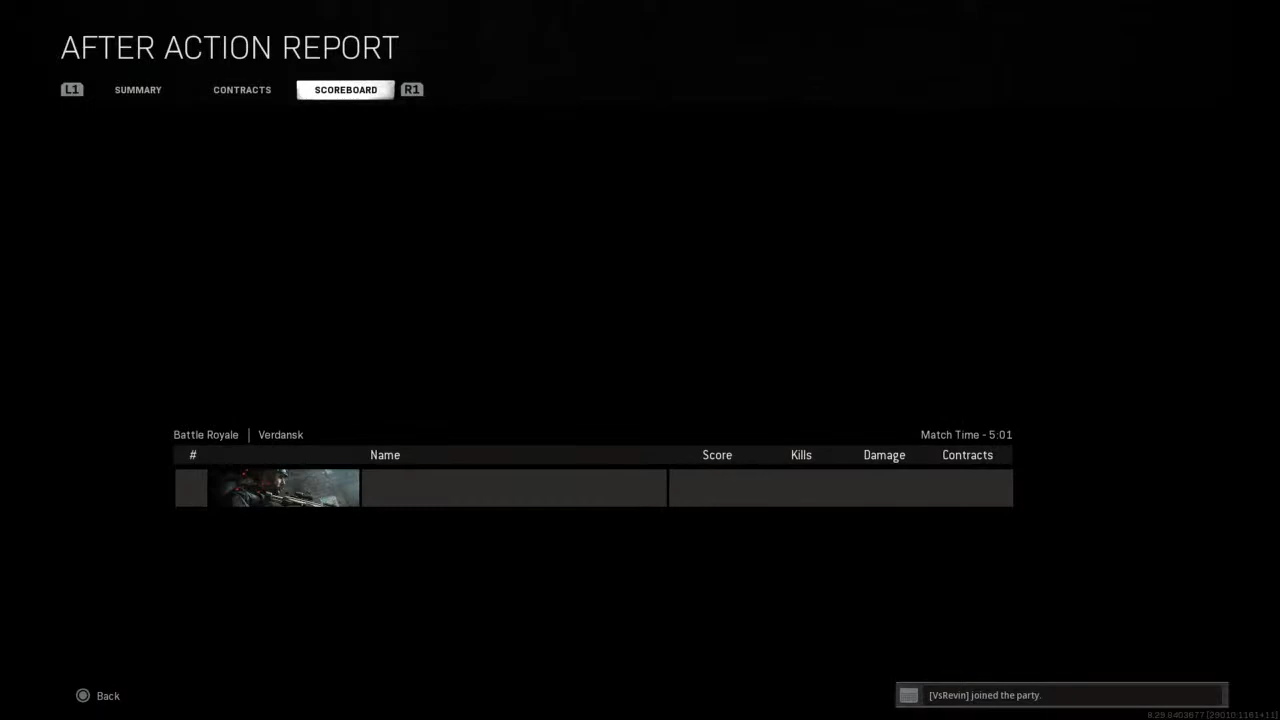 AFTER ACTION REPORT
L1 SUMMARY CONTRACTS SCOREBOARD R1
Battle Royale | Verdansk Match Time - 5:01
# Name Score Kills Damage Contracts
Back
[VsRevin] joined the party.